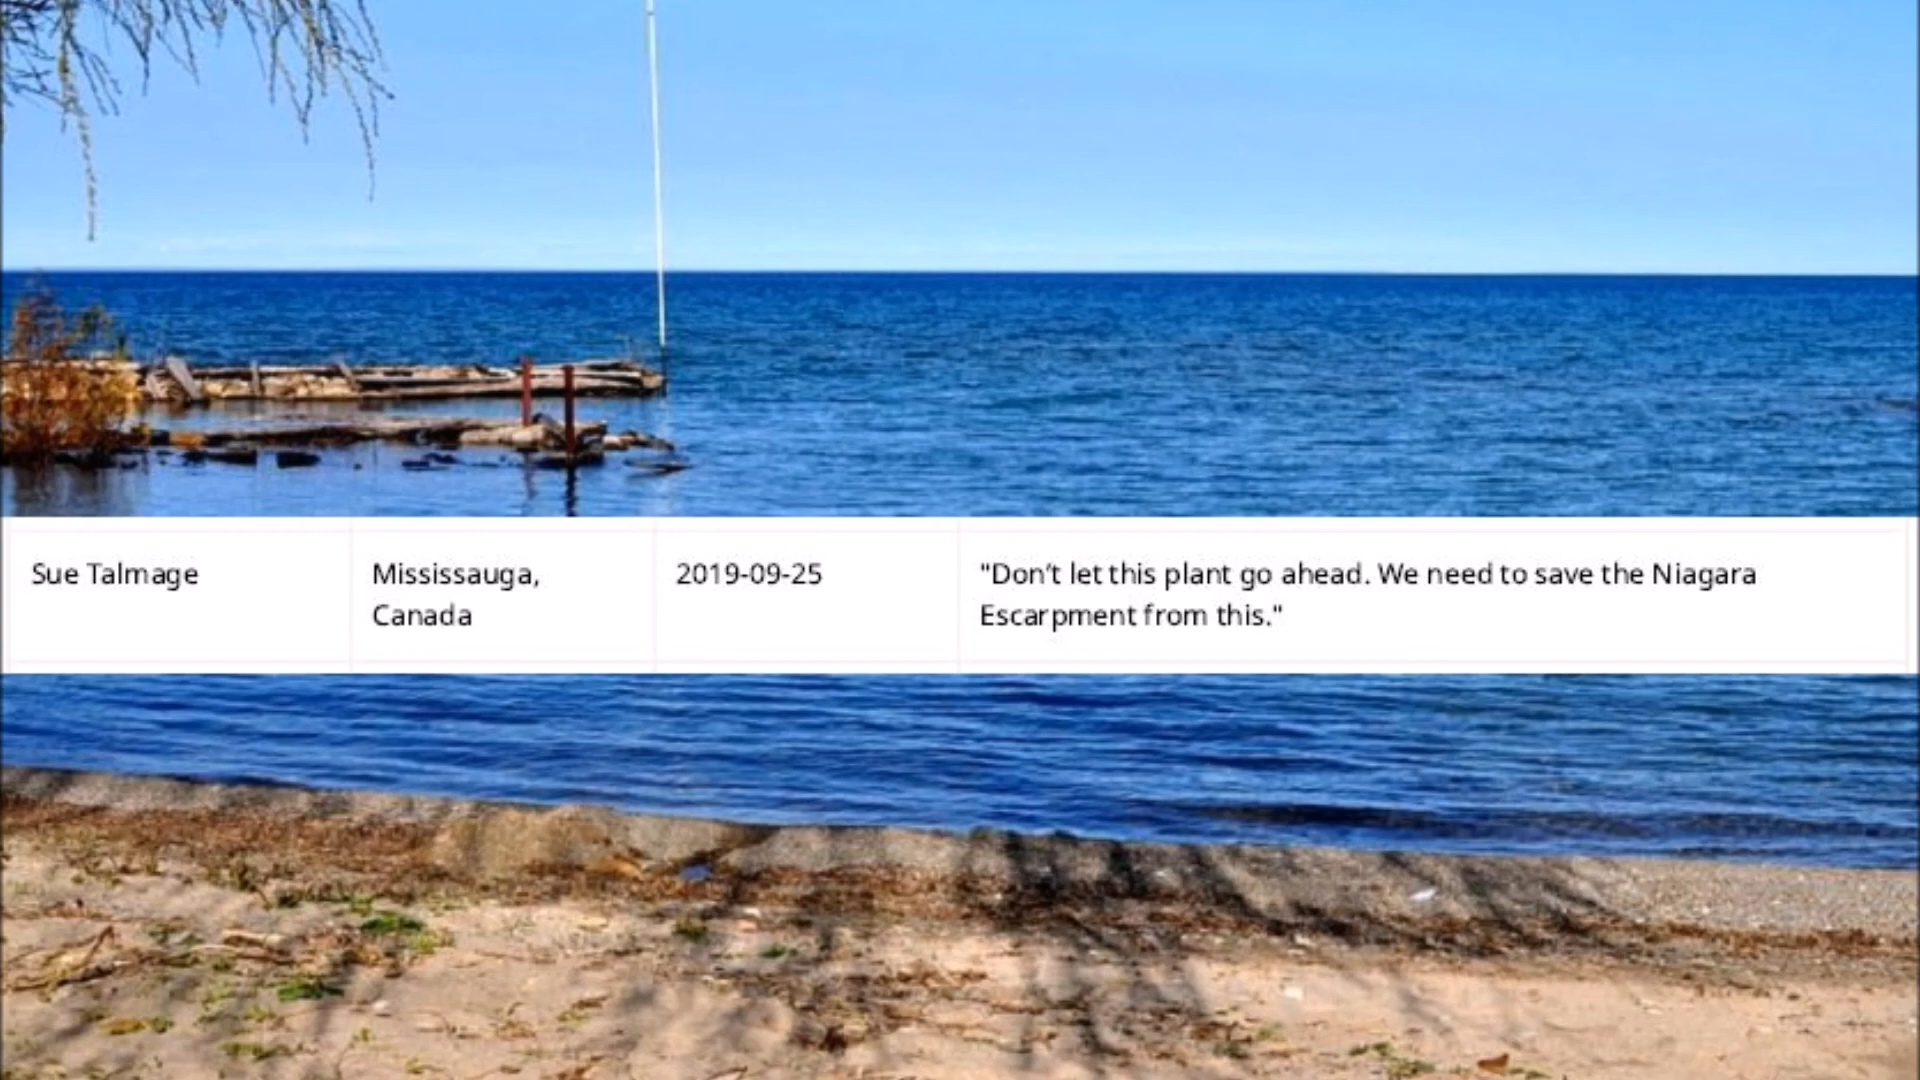 Sue Talmage
Mississauga,
Canada
2019-09-25
"Don't let this plant go ahead. We need to save the Niagara
Escarpment from this."